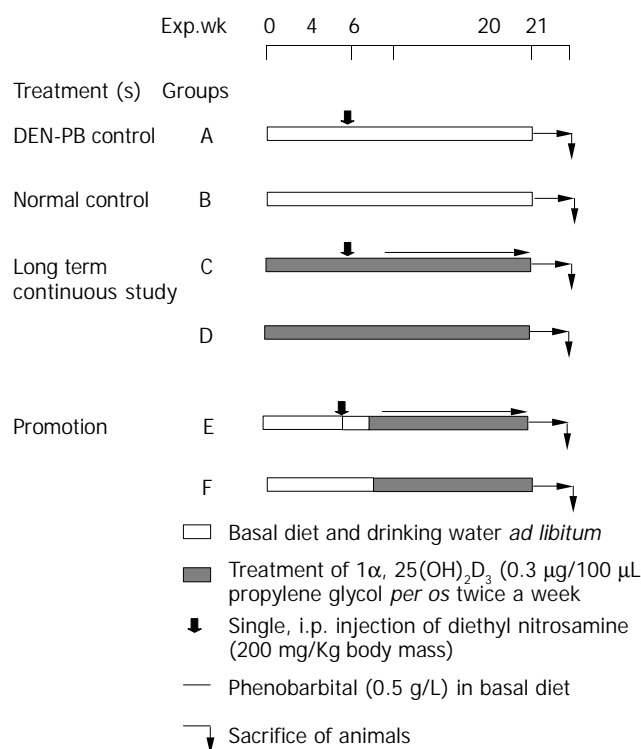 Exp.wk 0 4 6 20 21
Treatment (s) Groups
DEN-PB control A
Normal control B
Long term
continuous study
C
D
Promotion E
F
Basal diet and drinking water ad libitum
Treatment of 1α, 25(OH)₂D₃ (0.3 μg/100 μL
propylene glycol per os twice a week
Single, i.p. injection of diethyl nitrosamine
(200 mg/Kg body mass)
Phenobarbital (0.5 g/L) in basal diet
Sacrifice of animals